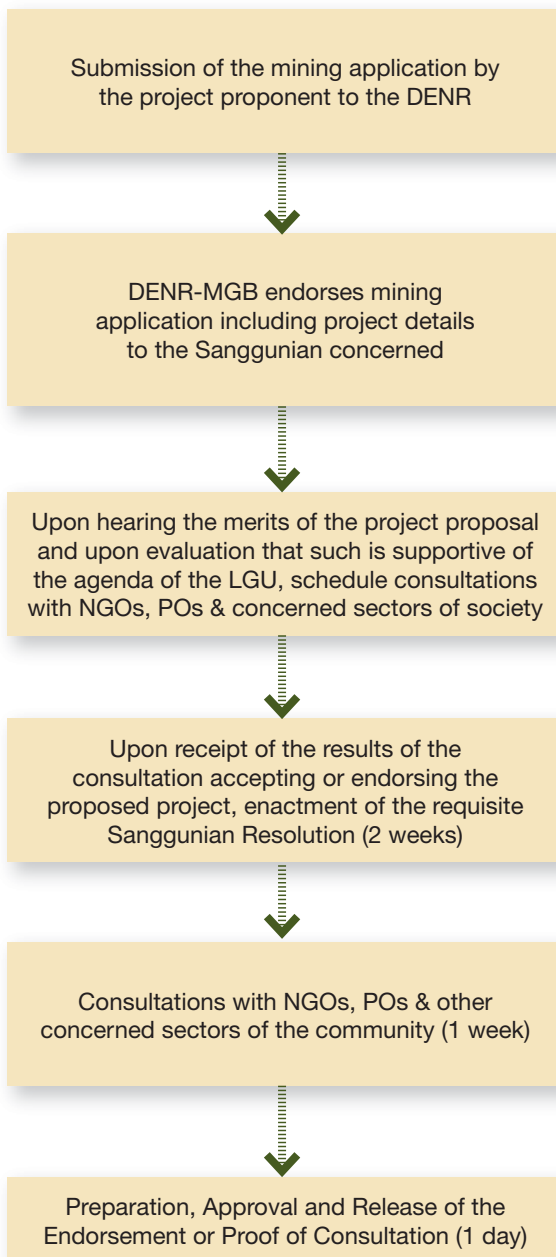 Submission of the mining application by
the project proponent to the DENR
DENR-MGB endorses mining
application including project details
to the Sanggunian concerned
Upon hearing the merits of the project proposal
and upon evaluation that such is supportive of
the agenda of the LGU, schedule consultations
with NGOs, POs & concerned sectors of society
Upon receipt of the results of the
consultation accepting or endorsing the
proposed project, enactment of the requisite
Sanggunian Resolution (2 weeks)
Consultations with NGOs, POs & other
concerned sectors of the community (1 week)
Preparation, Approval and Release of the
Endorsement or Proof of Consultation (1 day)